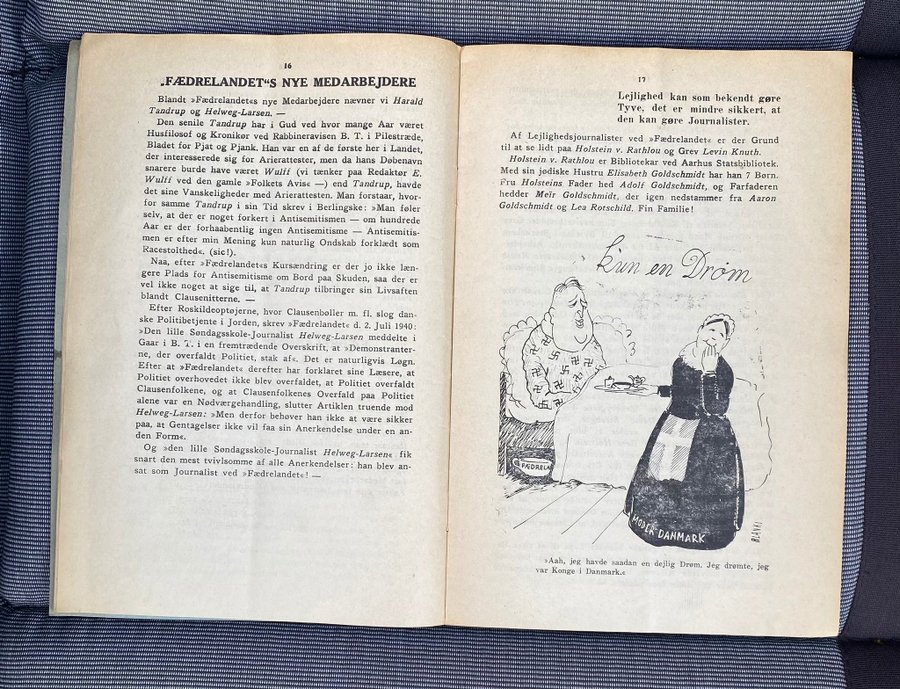 16
„FÆDRELANDET“S NYE MEDARBEJDERE
Blandt »Fædrelandet«s nye Medarbejdere nævner vi Harald
Tandrup og Helweg-Larsen. —
Den senile Tandrup har i Gud ved hvor mange Aar været
Husfilosof og Kronikør ved Rabbineravisen B. T. i Pilestræde,
Bladet for Pjat og Pjank. Han var en af de første her i Landet,
der interesserede sig for Arierattester, men da hans Døbenavn
snarere burde have været Wulff (vi tænker paa Redaktør E.
Wulff ved den gamle »Folkets Avis« —) end Tandrup, havde
det sine Vanskeligheder med Arierattesten. Man forstaar, hvor-
for samme Tandrup i sin Tid skrev i Berlingske: »Man føler
selv, at der er noget forkert i Antisemitismen — om hundrede
Aar er der forhaabentlig ingen Antisemitisme — Antisemitis-
men er efter min Mening kun naturlig Ondskab forklædt som
Racestolthed«. (sic!).
Naa, efter »Fædrelandet«s Kursændring er der jo ikke læn-
gere Plads for Antisemitisme om Bord paa Skuden, saa der er
vel ikke noget at sige til, at Tandrup tilbringer sin Livsaften
blandt Clausenitterne. —
Efter Roskildeoptøjerne, hvor Clausenbøller m. fl. slog dan-
ske Politibetjente i Jorden, skrev »Fædrelandet« d. 2. Juli 1940:
»Den lille Søndagsskole-Journalist Helweg-Larsen meddelte i
Gaar i B. T. i en fremtrædende Overskrift, at »Demonstranter-
ne, der overfaldt Politiet, stak af«. Det er naturligvis Løgn.
Efter at »Fædrelandet« derefter har forklaret sine Læsere, at
Politiet overhovedet ikke blev overfaldet, at Politiet overfaldt
Clausenfolkene, og at Clausenfolkenes Overfald paa Politiet
alene var en Nødværgehandling, slutter Artiklen truende mod
Helweg-Larsen: »Men derfor behøver han ikke at være sikker
paa, at Gentagelser ikke vil faa sin Anerkendelse under en an-
den Form«.
Og »den lille Søndagsskole-Journalist Helweg-Larsen« fik
snart den mest tvivlsomme af alle Anerkendelser: han blev an-
sat som Journalist ved »Fædrelandet«! —
17
Lejlighed kan som bekendt gøre
Tyve, det er mindre sikkert, at
den kan gøre Journalister.
Af Lejlighedsjournalister ved »Fædrelandet« er der Grund
til at se lidt paa Holstein v. Rathlou og Grev Levin Knuth.
Holstein v. Rathlou er Bibliotekar ved Aarhus Statsbibliotek.
Med sin jødiske Hustru Elisabeth Goldschmidt har han 7 Børn.
Fru Holsteins Fader hed Adolf Goldschmidt, og Farfaderen
hedder Meïr Goldschmidt, der igen nedstammer fra Aaron
Goldschmidt og Lea Rotschild. Fin Familie!
kun en Drøm
FÆDRELA
MODER DANMARK
»Aah, jeg havde saadan en dejlig Drøm. Jeg drømte, jeg
var Konge i Danmark.«